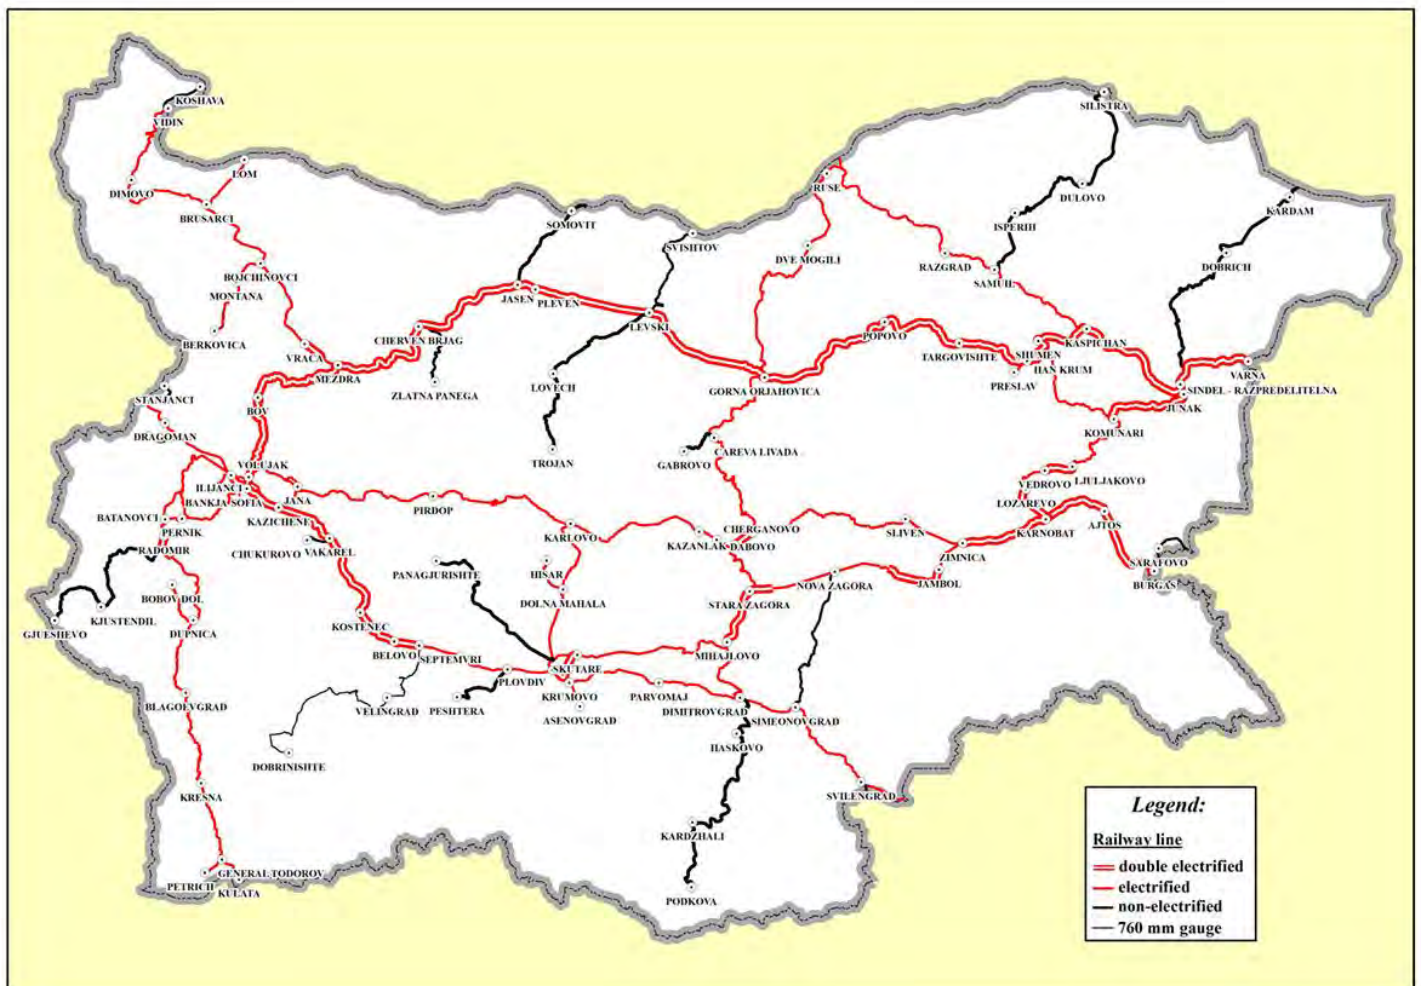 KOSHAVA
SILISTRA
VIDIN
LOM
RUSE
DIMOVO
DULOVO
KARDAM
BRUSARCI
SOMOVIT
ISPERIH
SVISHTOV
DVE MOGILI
RAZGRAD
DOBRICH
BOJCHINOVCI
SAMUIL
MONTANA
JASEN
PLEVEN
LEVSKI
CHERVEN BRJAG
POPOVO
KASPICHAN
BERKOVICA
VRACA
TARGOVISHTE
SHUMEN
HAN KRUM
VARNA
MEZDRA
LOVECH
PRESLAV
ZLATNA PANEGA
GORNA ORJAHOVICA
SINDEL - RAZPREDELITELNA
STANJANCI
JUNAK
BOV
DRAGOMAN
KOMUNARI
TROJAN
GABROVO
CAREVA LIVADA
VOLUJAK
LJULJAKOVO
VEDROVO
ILIJANCI
BANKJA
SOFIA
JANA
LOZAREVO
PIRDOP
BATANOVCI
KAZICHENE
AJTOS
PERNIK
CHERGANOVO
SLIVEN
KARNOBAT
KARLOVO
KAZANLAK
DABOVO
RADOMIR
CHUKUROVO
VAKAREL
ZIMNICA
SARAFOVO
PANAGJURISHTE
HISAR
NOVA ZAGORA
JAMBOL
BURGAS
BOBOV DOL
DOLNA MAHALA
STARA ZAGORA
KJUSTENDIL
GJUESHEVO
DUPNICA
KOSTENEC
BELOVO
SEPTEMVRI
MIHAJLOVO
SKUTARE
PLOVDIV
KRUMOVO
PARVOMAJ
BLAGOEVGRAD
VELINGRAD
PESHTERA
DIMITROVGRAD
SIMEONOVGRAD
ASENOVGRAD
HASKOVO
DOBRINISHTE
KRESNA
SVILENGRAD
KARDZHALI
GENERAL TODOROV
PETRICH
KULATA
PODKOVA
Legend:
Railway line
double electrified
electrified
non-electrified
760 mm gauge